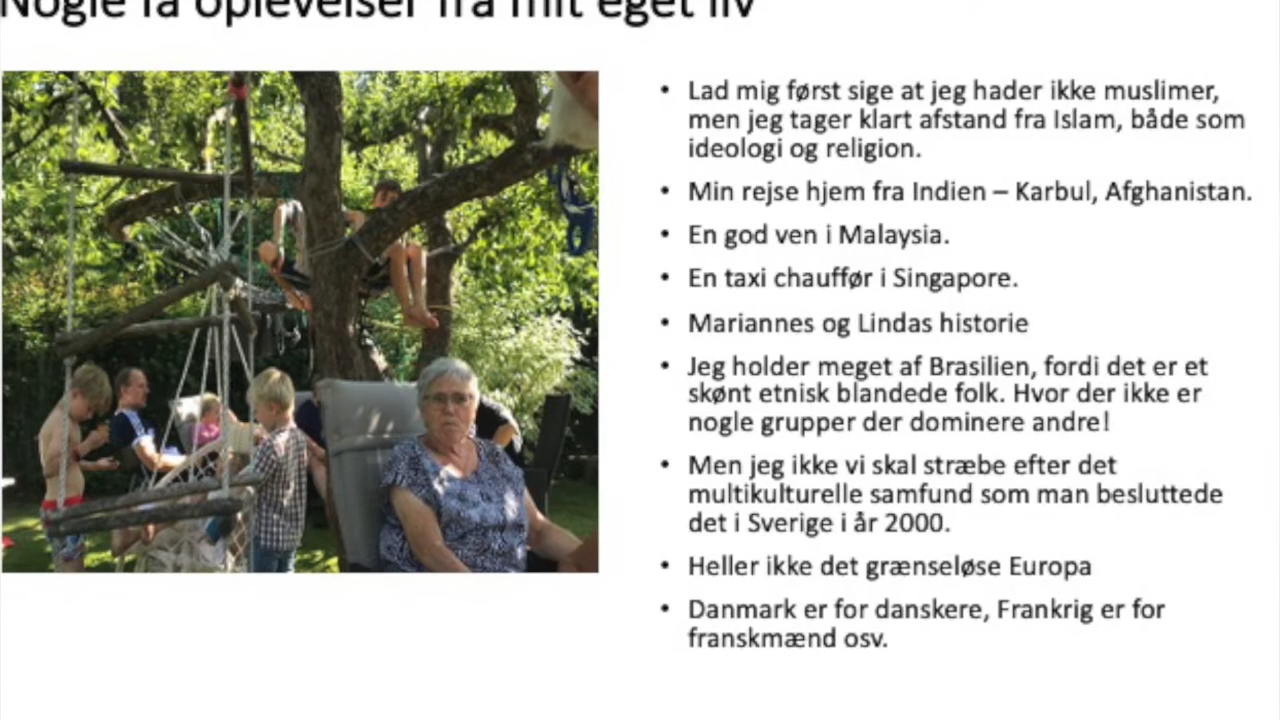 Nogle få oplevelser fra mit eget liv
• Lad mig først sige at jeg hader ikke muslimer,
men jeg tager klart afstand fra Islam, både som
ideologi og religion.
• Min rejse hjem fra Indien – Karbul, Afghanistan.
• En god ven i Malaysia.
• En taxi chauffør i Singapore.
• Mariannes og Lindas historie
• Jeg holder meget af Brasilien, fordi det er et
skønt etnisk blandede folk. Hvor der ikke er
nogle grupper der dominere andre!
• Men jeg ikke vi skal stræbe efter det
multikulturelle samfund som man besluttede
det i Sverige i år 2000.
• Heller ikke det grænseløse Europa
• Danmark er for danskere, Frankrig er for
franskmænd osv.